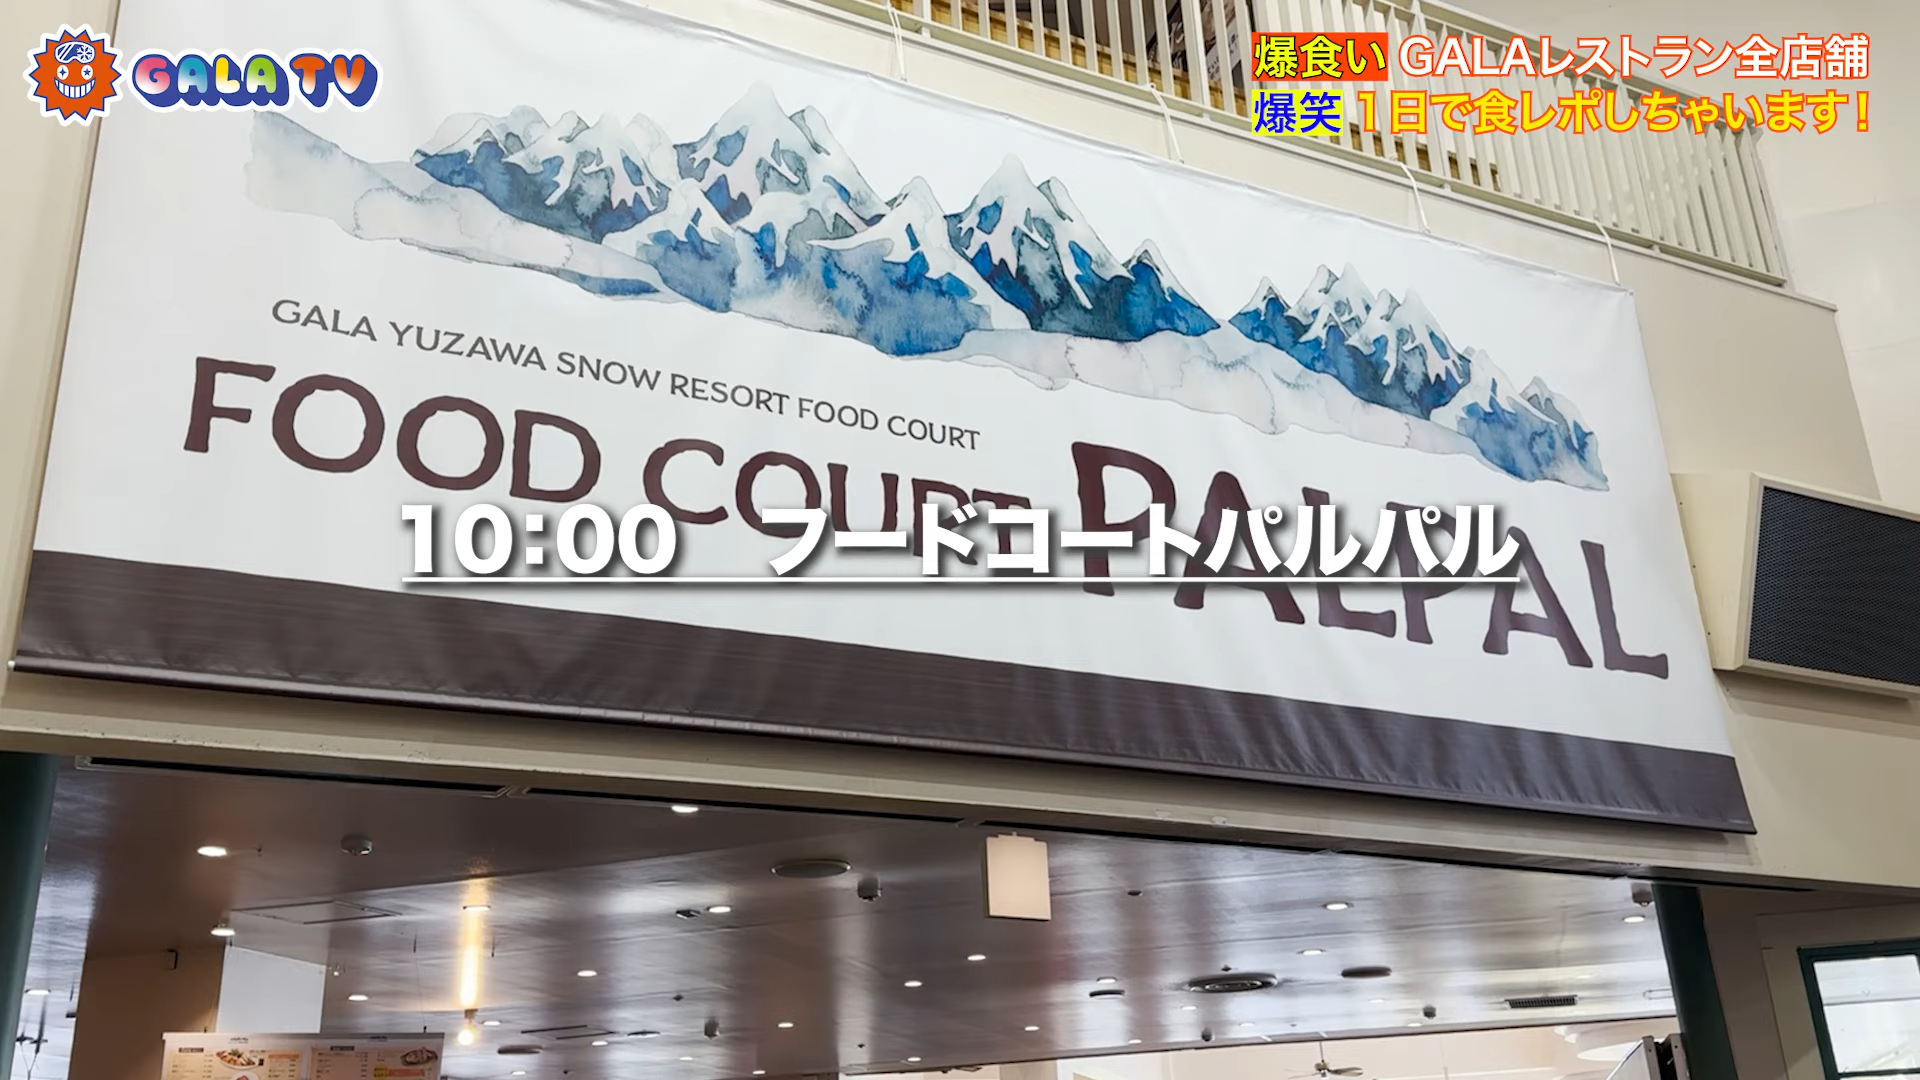 GALA TV
爆食い GALAレストラン全店舗
爆笑 1日で食レポしちゃいます！
GALA YUZAWA SNOW RESORT FOOD COURT
FOOD COURT PALPAL
10：00　フードコートパルパル